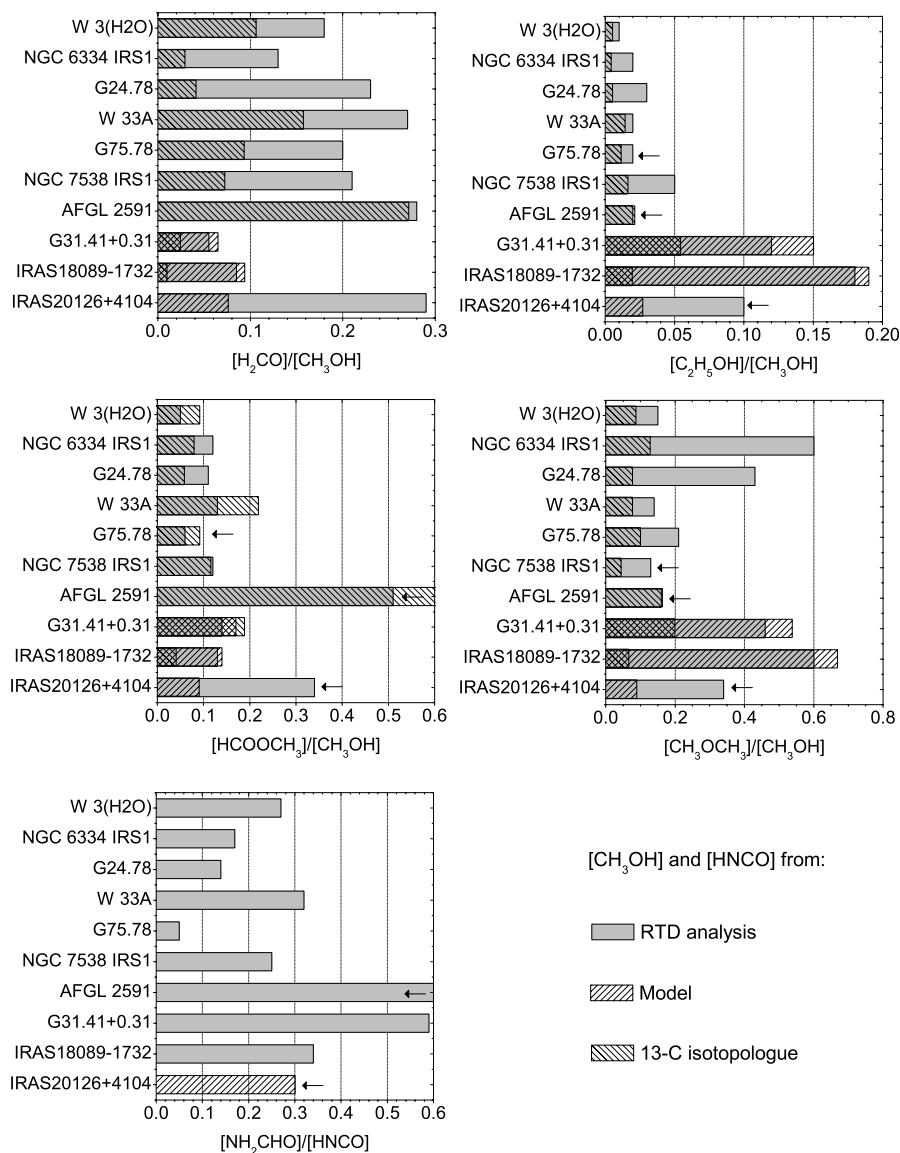 W 3(H2O)
NGC 6334 IRS1
G24.78
W 33A
G75.78
NGC 7538 IRS1
AFGL 2591
G31.41+0.31
IRAS18089-1732
IRAS20126+4104
0.0 0.1 0.2 0.3
[H₂CO]/[CH₃OH]
W 3(H2O)
NGC 6334 IRS1
G24.78
W 33A
G75.78
NGC 7538 IRS1
AFGL 2591
G31.41+0.31
IRAS18089-1732
IRAS20126+4104
0.00 0.05 0.10 0.15 0.20
[C₂H₅OH]/[CH₃OH]
W 3(H2O)
NGC 6334 IRS1
G24.78
W 33A
G75.78
NGC 7538 IRS1
AFGL 2591
G31.41+0.31
IRAS18089-1732
IRAS20126+4104
0.0 0.1 0.2 0.3 0.4 0.5 0.6
[HCOOCH₃]/[CH₃OH]
W 3(H2O)
NGC 6334 IRS1
G24.78
W 33A
G75.78
NGC 7538 IRS1
AFGL 2591
G31.41+0.31
IRAS18089-1732
IRAS20126+4104
0.0 0.2 0.4 0.6 0.8
[CH₃OCH₃]/[CH₃OH]
W 3(H2O)
NGC 6334 IRS1
G24.78
W 33A
G75.78
NGC 7538 IRS1
AFGL 2591
G31.41+0.31
IRAS18089-1732
IRAS20126+4104
0.0 0.1 0.2 0.3 0.4 0.5 0.6
[NH₂CHO]/[HNCO]
[CH₃OH] and [HNCO] from:
RTD analysis
Model
13-C isotopologue